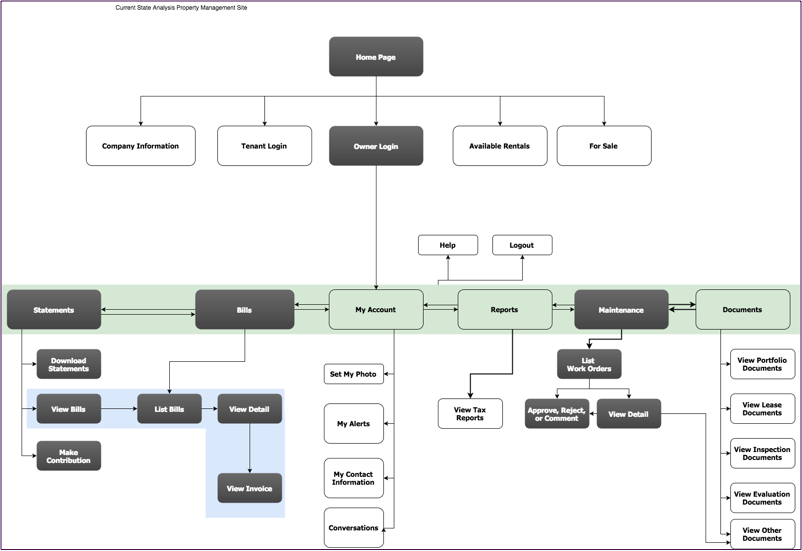 Current State Analysis Property Management Site
Home Page
Company Information
Tenant Login
Owner Login
Available Rentals
For Sale
Help
Logout
Statements
Bills
My Account
Reports
Maintenance
Documents
Download
Statements
View Bills
List Bills
View Detail
Make
Contribution
View Invoice
Set My Photo
My Alerts
My Contact
Information
Conversations
View Tax
Reports
List
Work Orders
Approve, Reject,
or Comment
View Detail
View Portfolio
Documents
View Lease
Documents
View Inspection
Documents
View Evaluation
Documents
View Other
Documents